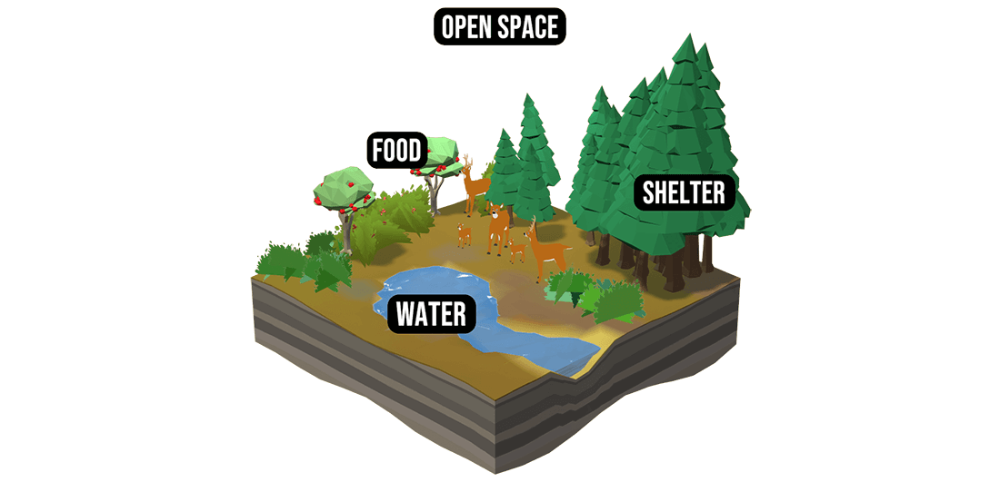 OPEN SPACE
FOOD
SHELTER
WATER